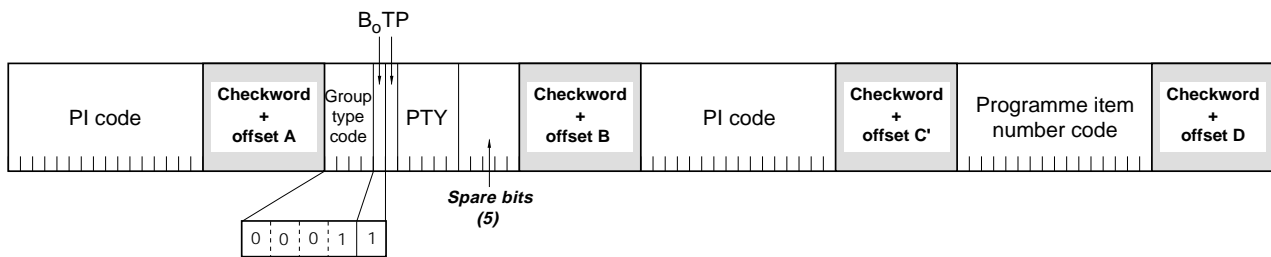 BoTP
PI code
Checkword
+
offset A
Group
type
code
PTY
Checkword
+
offset B
PI code
Checkword
+
offset C'
Programme item
number code
Checkword
+
offset D
Spare bits
(5)
0 0 0 1 1